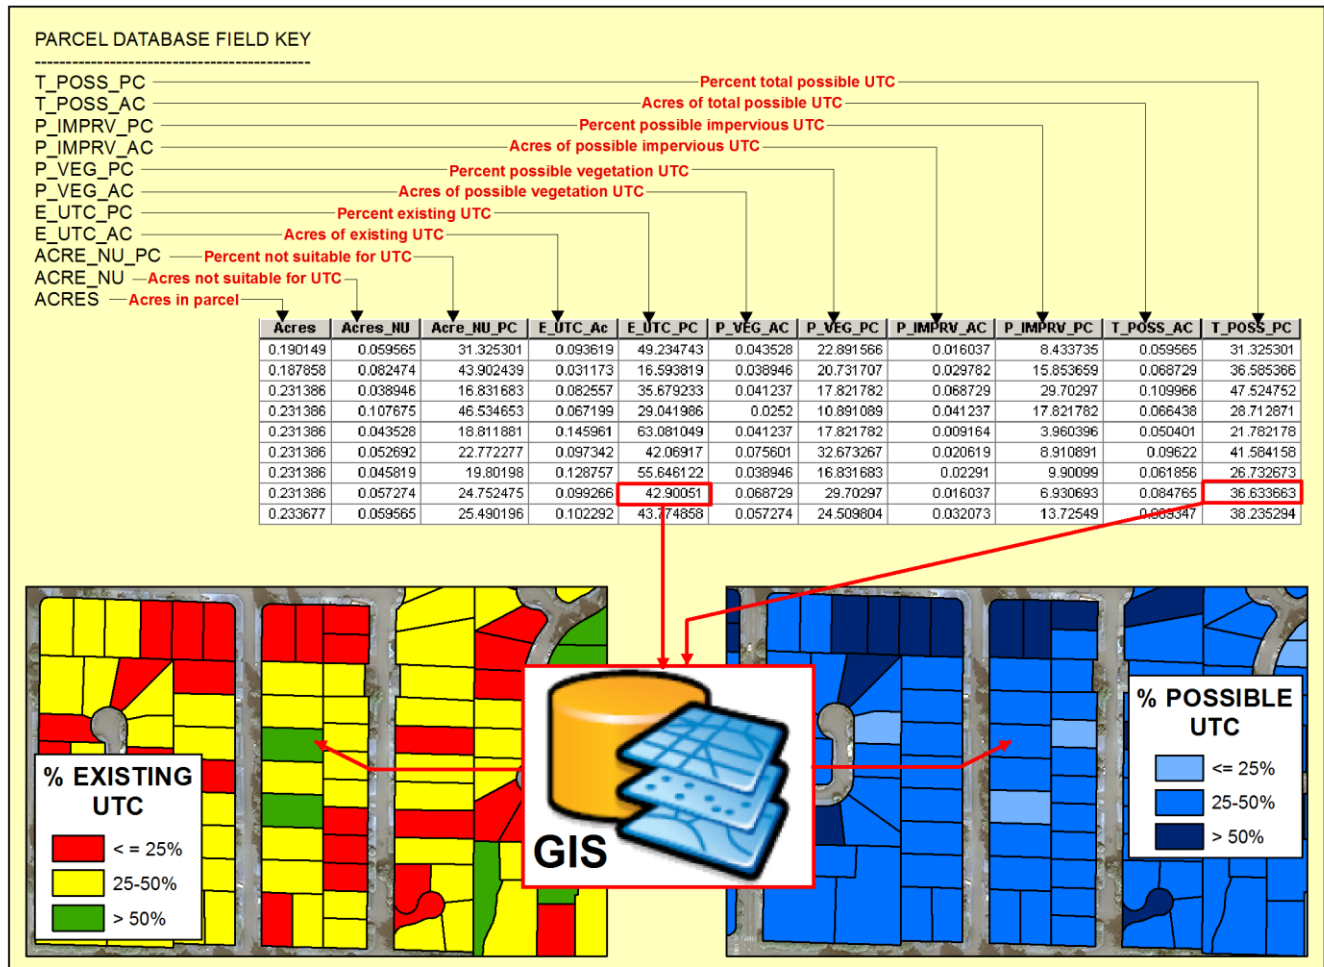 PARCEL DATABASE FIELD KEY
--------------------------------------------
T_POSS_PC Percent total possible UTC
T_POSS_AC Acres of total possible UTC
P_IMPRV_PC Percent possible impervious UTC
P_IMPRV_AC Acres of possible impervious UTC
P_VEG_PC Percent possible vegetation UTC
P_VEG_AC Acres of possible vegetation UTC
E_UTC_PC Percent existing UTC
E_UTC_AC Acres of existing UTC
ACRE_NU_PC Percent not suitable for UTC
ACRE_NU Acres not suitable for UTC
ACRES Acres in parcel
Acres Acres_NU Acre_NU_PC E_UTC_Ac E_UTC_PC P_VEG_AC P_VEG_PC P_IMPRV_AC P_IMPRV_PC T_POSS_AC T_POSS_PC
0.190149 0.059565 31.325301 0.093619 49.234743 0.043528 22.891566 0.016037 8.433735 0.059565 31.325301
0.187858 0.082474 43.902439 0.031173 16.593819 0.038946 20.731707 0.029782 15.853659 0.068729 36.585366
0.231386 0.038946 16.831683 0.082557 35.679233 0.041237 17.821782 0.068729 29.70297 0.109966 47.524752
0.231386 0.107675 46.534653 0.067199 29.041986 0.0252 10.891089 0.041237 17.821782 0.066438 28.712871
0.231386 0.043528 18.811881 0.145961 63.081049 0.041237 17.821782 0.009164 3.960396 0.050401 21.782178
0.231386 0.052692 22.772277 0.097342 42.06917 0.075601 32.673267 0.020619 8.910891 0.09622 41.584158
0.231386 0.045819 19.80198 0.128757 55.646122 0.038946 16.831683 0.02291 9.90099 0.061856 26.732673
0.231386 0.057274 24.752475 0.099266 42.90051 0.068729 29.70297 0.016037 6.930693 0.084765 36.633663
0.233677 0.059565 25.490196 0.102292 43.774858 0.057274 24.509804 0.032073 13.72549 0.089347 38.235294
% EXISTING
UTC
< = 25%
25-50%
> 50%
GIS
% POSSIBLE
UTC
<= 25%
25-50%
> 50%